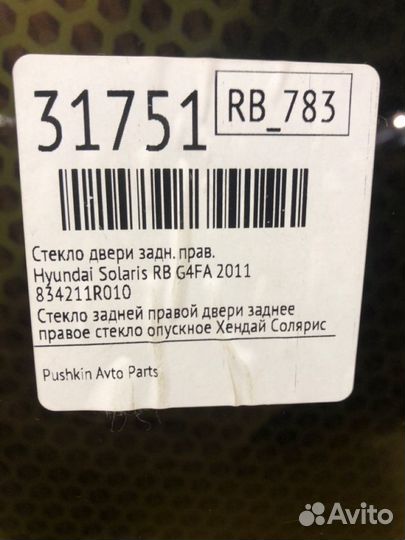 31751
RB_783
Стекло двери задн. прав.
Hyundai Solaris RB G4FA 2011
834211R010
Стекло задней правой двери заднее
правое стекло опускное Хендай Солярис
Pushkin Avto Parts
Avito